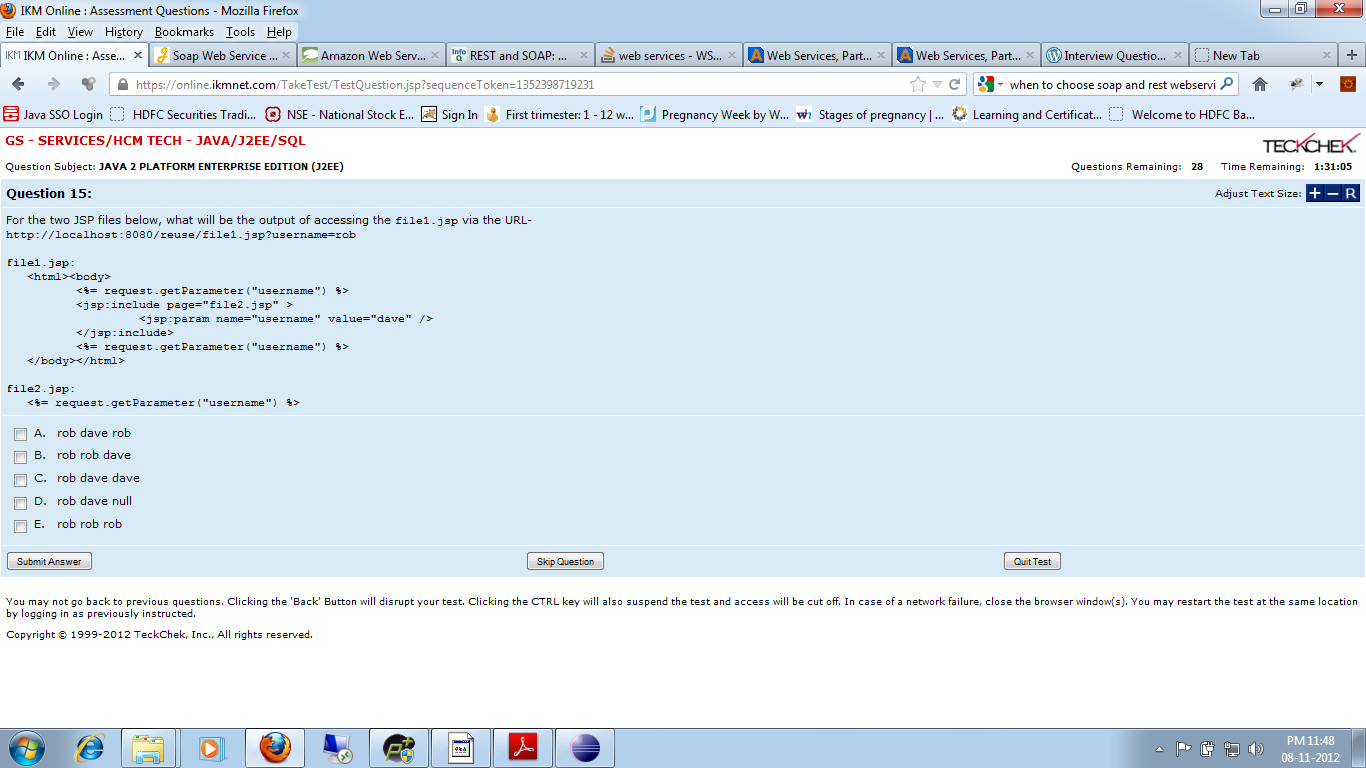 IKM Online : Assessment Questions - Mozilla Firefox
File Edit View History Bookmarks Tools Help
IKM IKM Online : Asse... Soap Web Service ... Amazon Web Serv... REST and SOAP: ... web services - WS... Web Services, Part... Web Services, Part... Interview Questio... New Tab
https://online.ikmnet.com/TakeTest/TestQuestion.jsp?sequenceToken=1352398719231 when to choose soap and rest webservi
Java SSO Login HDFC Securities Tradi... NSE - National Stock E... Sign In First trimester: 1 - 12 w... Pregnancy Week by W... Stages of pregnancy | ... Learning and Certificat... Welcome to HDFC Ba...
GS - SERVICES/HCM TECH - JAVA/J2EE/SQL
TECKCHEK
Question Subject: JAVA 2 PLATFORM ENTERPRISE EDITION (J2EE) Questions Remaining: 28 Time Remaining: 1:31:05
Question 15: Adjust Text Size: + - R
For the two JSP files below, what will be the output of accessing the file1.jsp via the URL-
http://localhost:8080/reuse/file1.jsp?username=rob
file1.jsp:
<html><body>
<%= request.getParameter("username") %>
<jsp:include page="file2.jsp" >
<jsp:param name="username" value="dave" />
</jsp:include>
<%= request.getParameter("username") %>
</body></html>
file2.jsp:
<%= request.getParameter("username") %>
A. rob dave rob
B. rob rob dave
C. rob dave dave
D. rob dave null
E. rob rob rob
Submit Answer Skip Question Quit Test
You may not go back to previous questions. Clicking the 'Back' Button will disrupt your test. Clicking the CTRL key will also suspend the test and access will be cut off. In case of a network failure, close the browser window(s). You may restart the test at the same location
by logging in as previously instructed.
Copyright © 1999-2012 TeckChek, Inc., All rights reserved.
PM 11:48
08-11-2012